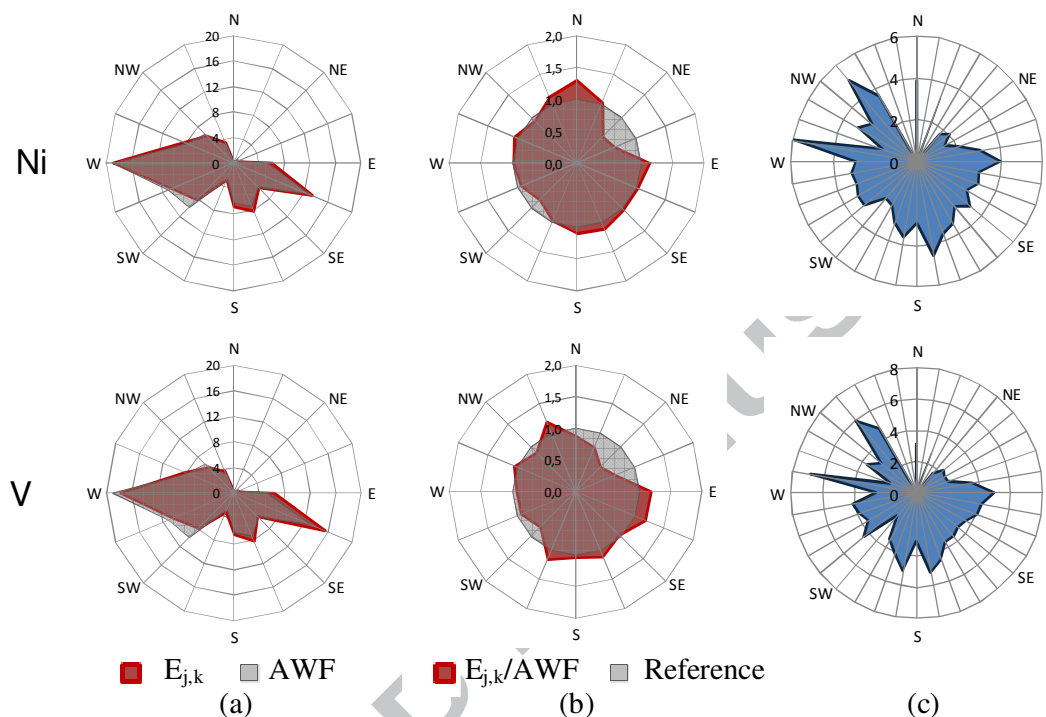 Ni
N
NE
E
SE
S
SW
W
NW
20
16
12
8
4
0
N
NE
E
SE
S
SW
W
NW
2,0
1,5
1,0
0,5
0,0
N
NE
SE
S
SW
NW
6
4
2
0
V
N
NE
E
SE
S
SW
W
NW
20
16
12
8
4
0
N
NE
E
SE
S
SW
W
NW
2,0
1,5
1,0
0,5
0,0
N
NE
SE
S
SW
NW
8
6
4
2
0
Ej,k AWF Ej,k/AWF Reference
(a) (b) (c)